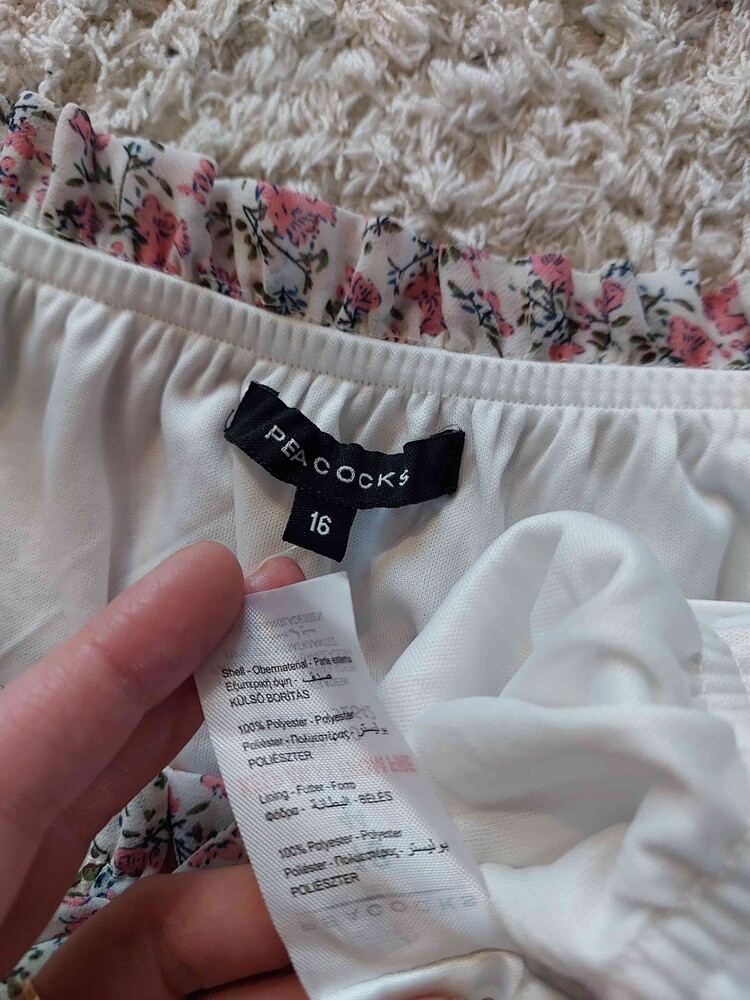 PEACOCKS
16
Shell - Obermaterial - Parte externa
Εξωτερική όψη - صدف
KÜLSŐ BORÍTÁS
100% Polyester - Polyester
Poliéster - Πολυεστέρας - بوليستر
POLIÉSZTER
Lining - Futter - Forro
Φόδρα - البطانة - BÉLÉS
100% Polyester - Polyester
Poliéster - Πολυεστέρας - بوليستر
POLIÉSZTER
PEACOCKS